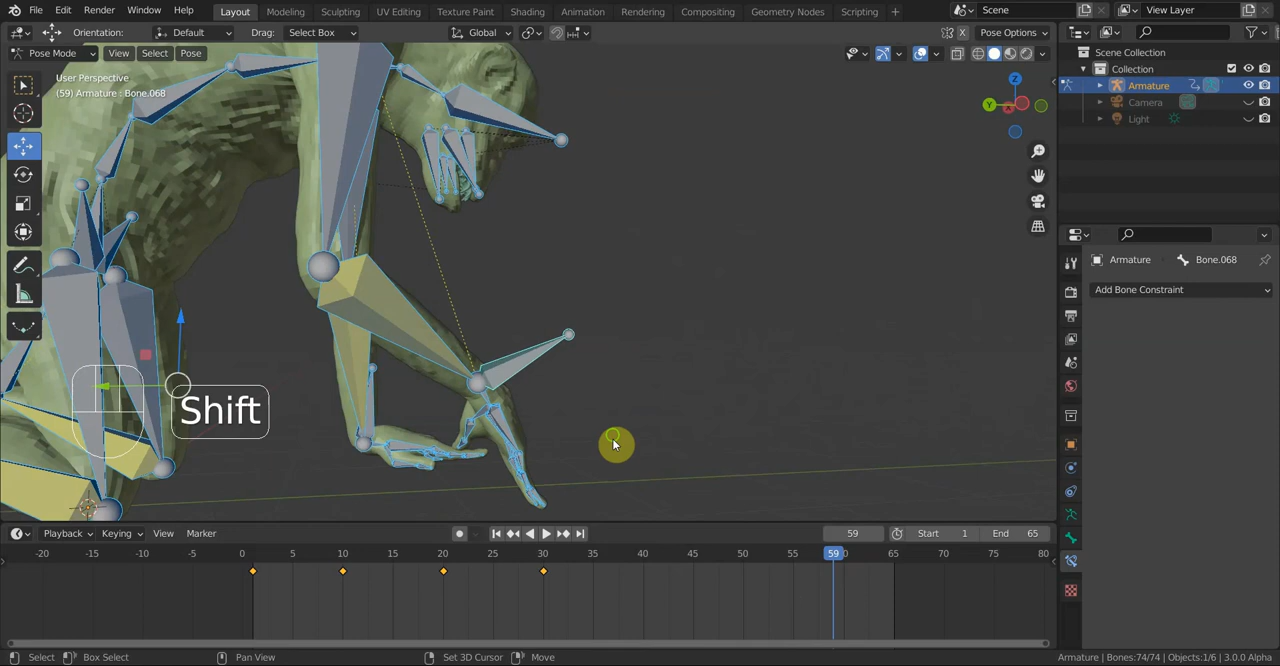 File Edit Render Window Help Layout Modeling Sculpting UV Editing Texture Paint Shading Animation Rendering Compositing Geometry Nodes Scripting Scene View Layer
Orientation: Default Drag: Select Box Global Pose Options
Pose Mode View Select Pose
User Perspective
(59) Armature : Bone.068
Z
Y
Shift
Scene Collection
Collection
Armature
Camera
Light
Armature Bone.068
Add Bone Constraint
Playback Keying View Marker 59 Start 1 End 65
-20 -15 -10 -5 0 5 10 15 20 25 30 35 40 45 50 55 59 0 65 70 75 80
Select Box Select Pan View Set 3D Cursor Move Armature | Bones:74/74 | Objects:1/6 | 3.0.0 Alpha